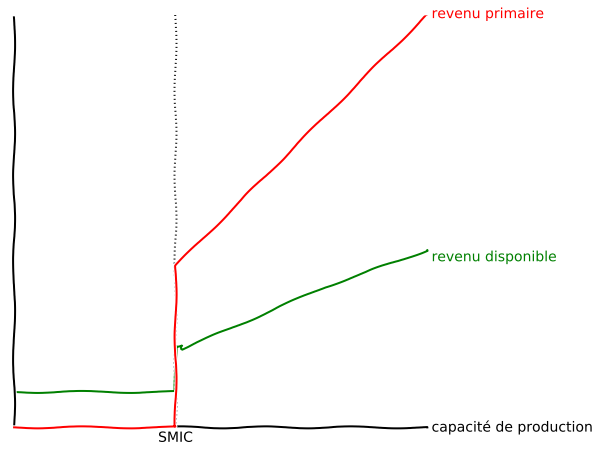 revenu primaire
revenu disponible
capacité de production
SMIC